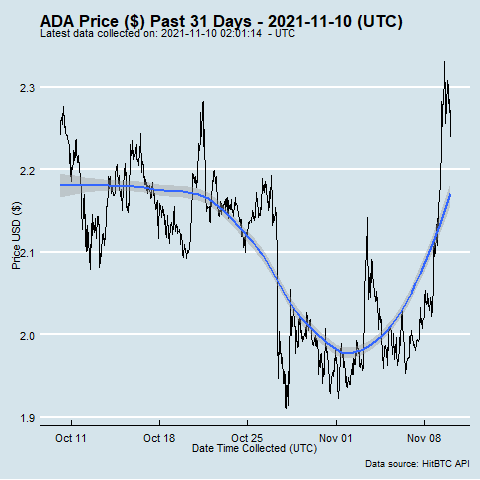 ADA Price ($) Past 31 Days - 2021-11-10 (UTC)
Latest data collected on: 2021-11-10 02:01:14 - UTC
2.3
2.2
2.1
2.0
1.9
Price USD ($)
Oct 11 Oct 18 Oct 25 Nov 01 Nov 08
Date Time Collected (UTC)
Data source: HitBTC API